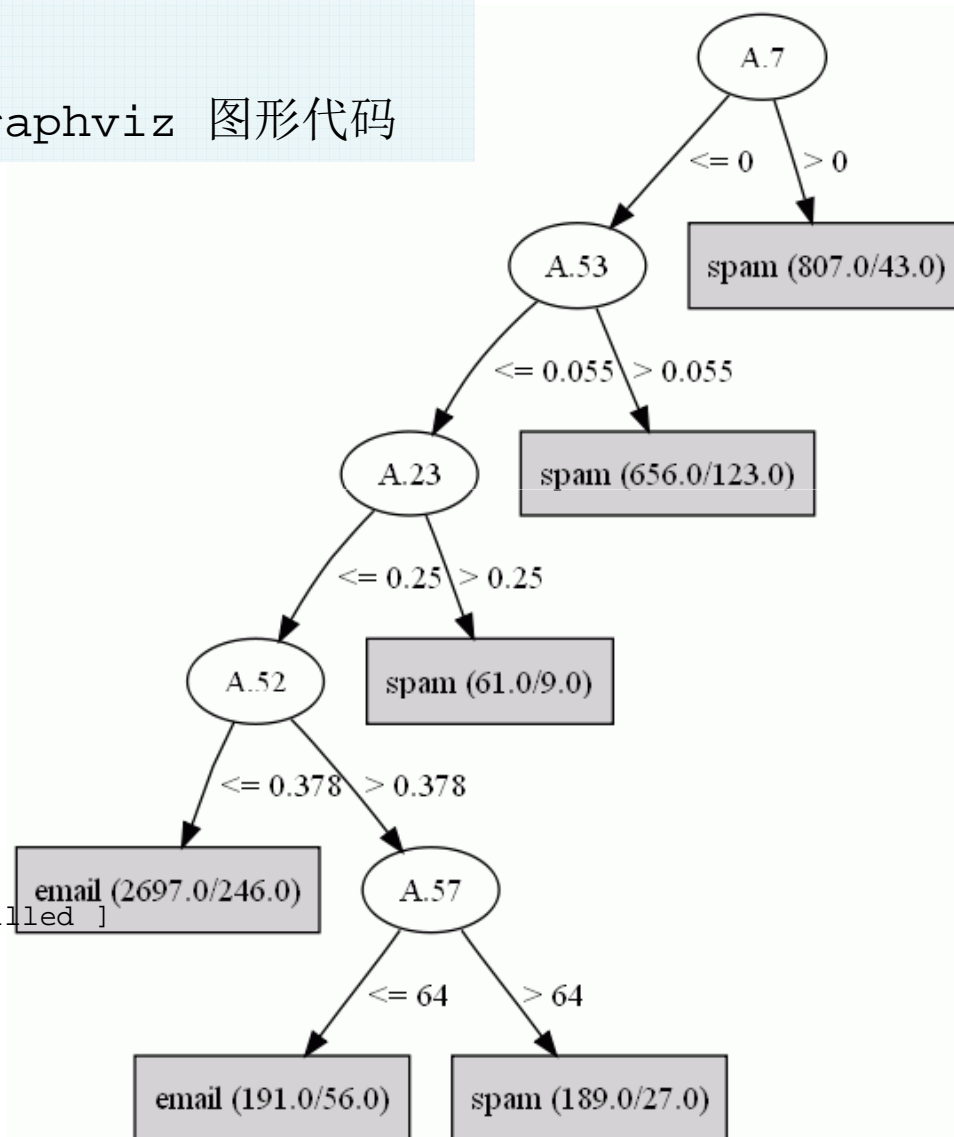 aphviz 图形代码
A.7
<= 0
> 0
A.53
spam (807.0/43.0)
<= 0.055
> 0.055
A.23
spam (656.0/123.0)
<= 0.25
> 0.25
A.52
spam (61.0/9.0)
<= 0.378
> 0.378
email (2697.0/246.0)
A.57
lled ]
<= 64
> 64
email (191.0/56.0)
spam (189.0/27.0)